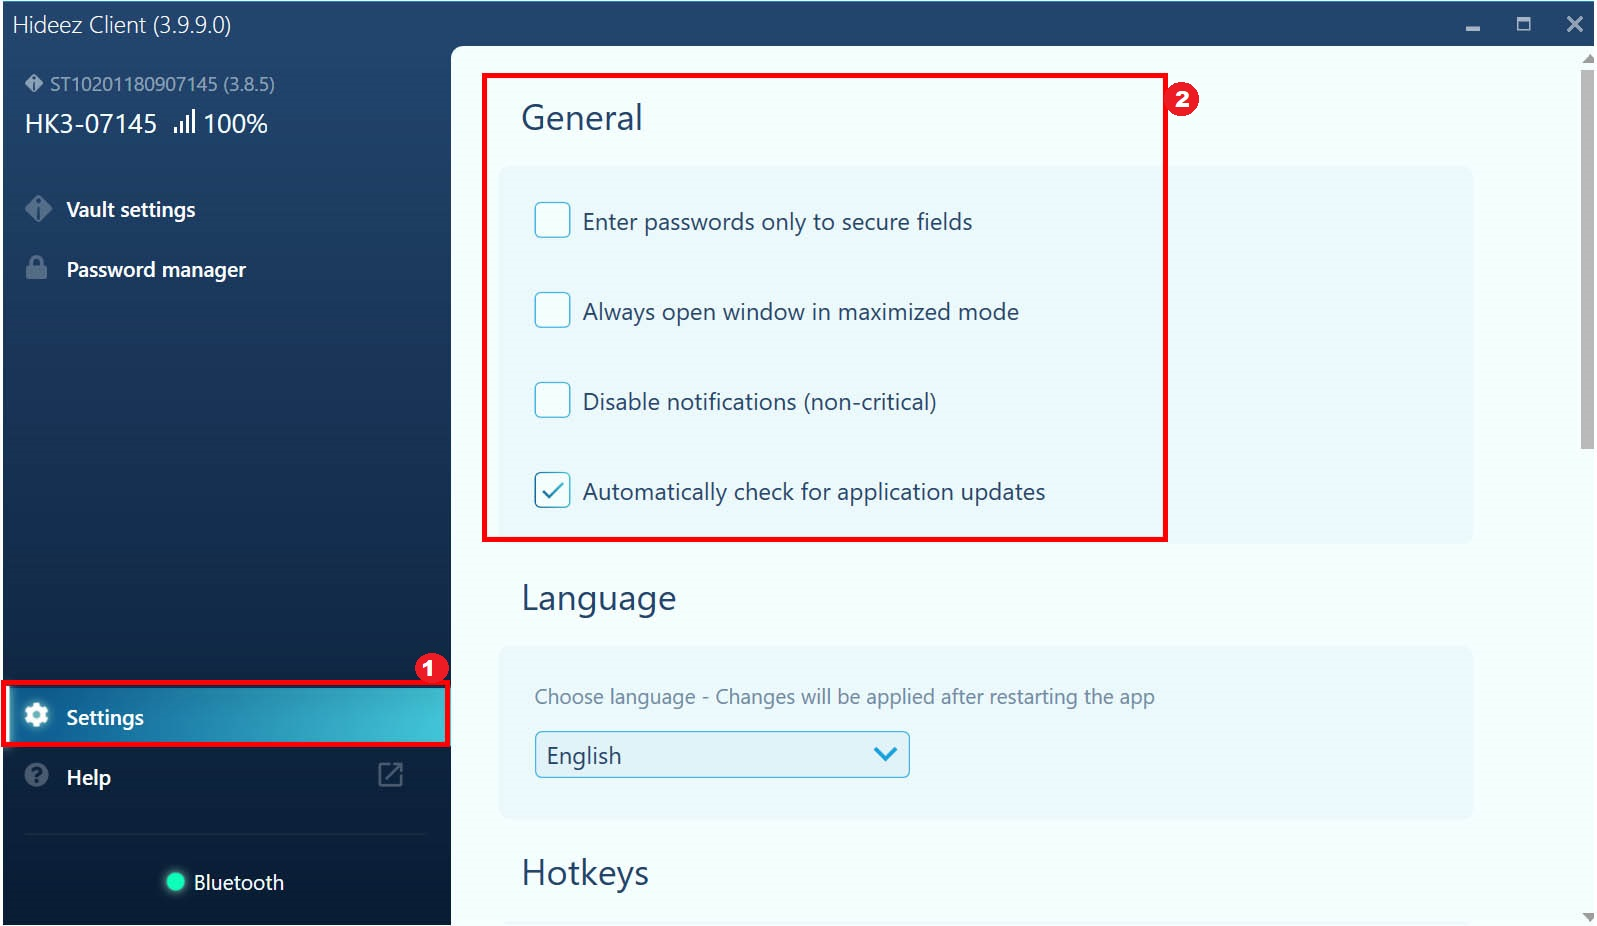 Hideez Client (3.9.9.0)
ST10201180907145 (3.8.5)
HK3-07145 100%
Vault settings
Password manager
1
Settings
Help
Bluetooth
2
General
Enter passwords only to secure fields
Always open window in maximized mode
Disable notifications (non-critical)
Automatically check for application updates
Language
Choose language - Changes will be applied after restarting the app
English
Hotkeys